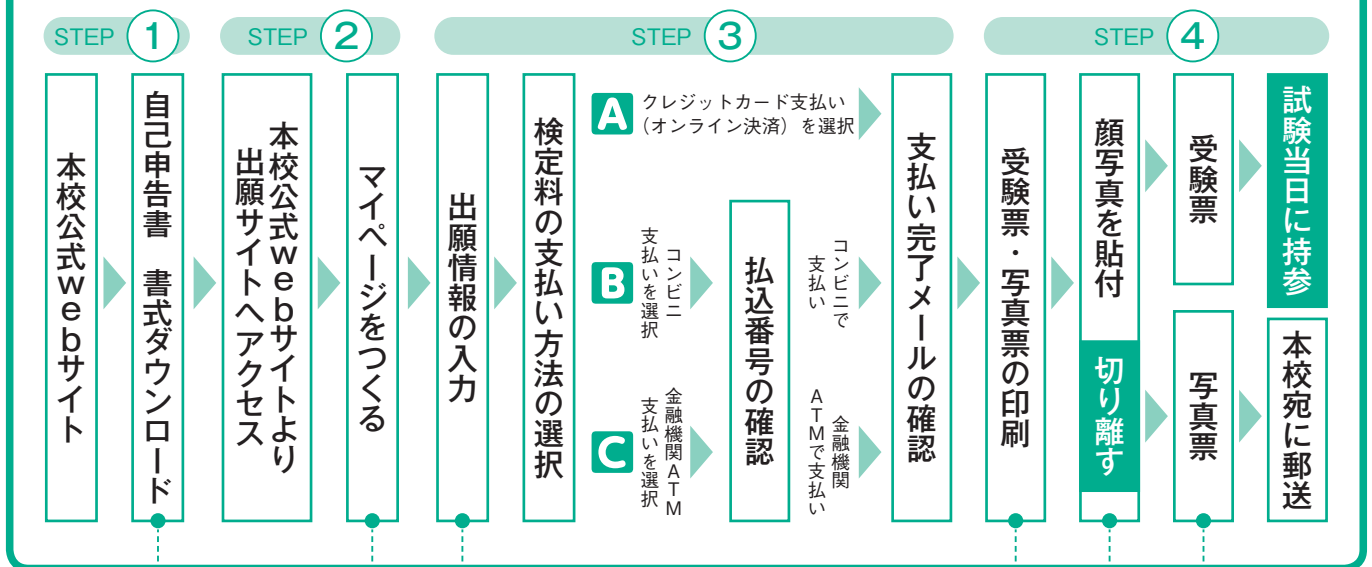 STEP 1
STEP 2
STEP 3
STEP 4
本校公式webサイト
自己申告書 書式ダウンロード
本校公式webサイトより
出願サイトへアクセス
マイページをつくる
出願情報の入力
検定料の支払い方法の選択
A
クレジットカード支払い
（オンライン決済）を選択
B
コンビニ
支払いを選択
C
金融機関ATM
支払いを選択
払込番号の確認
コンビニで
支払い
金融機関
ATMで支払い
支払い完了メールの確認
受験票・写真票の印刷
顔写真を貼付
切り離す
受験票
写真票
試験当日に持参
本校宛に郵送